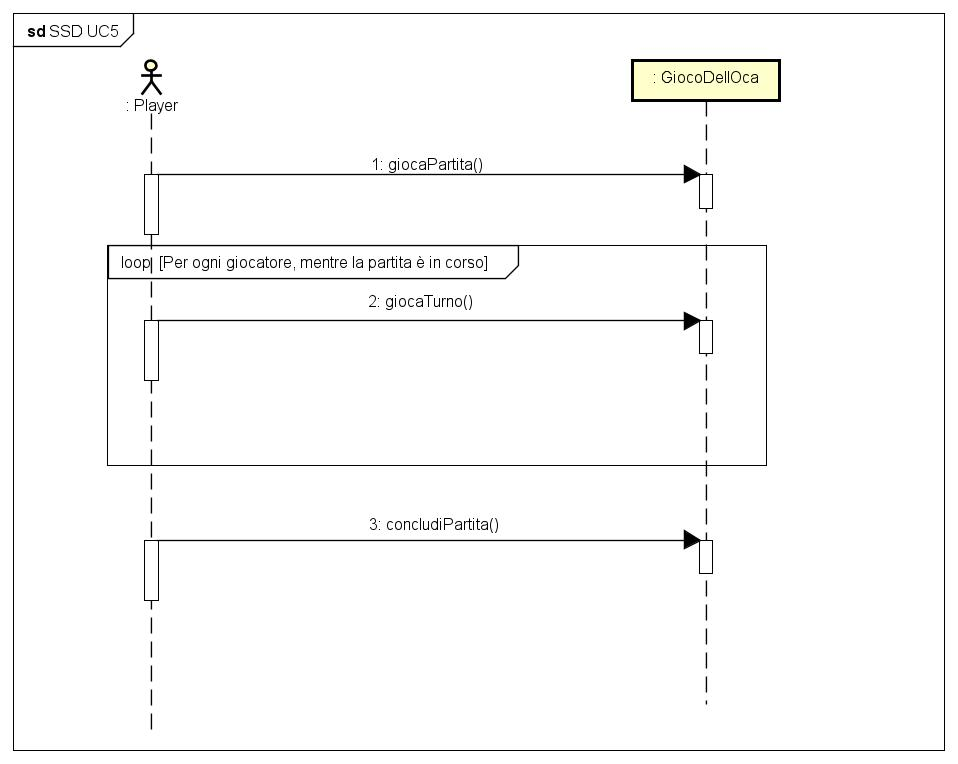 sd SSD UC5
: Player
: GiocoDellOca
1: giocaPartita()
loop [Per ogni giocatore, mentre la partita è in corso]
2: giocaTurno()
3: concludiPartita()